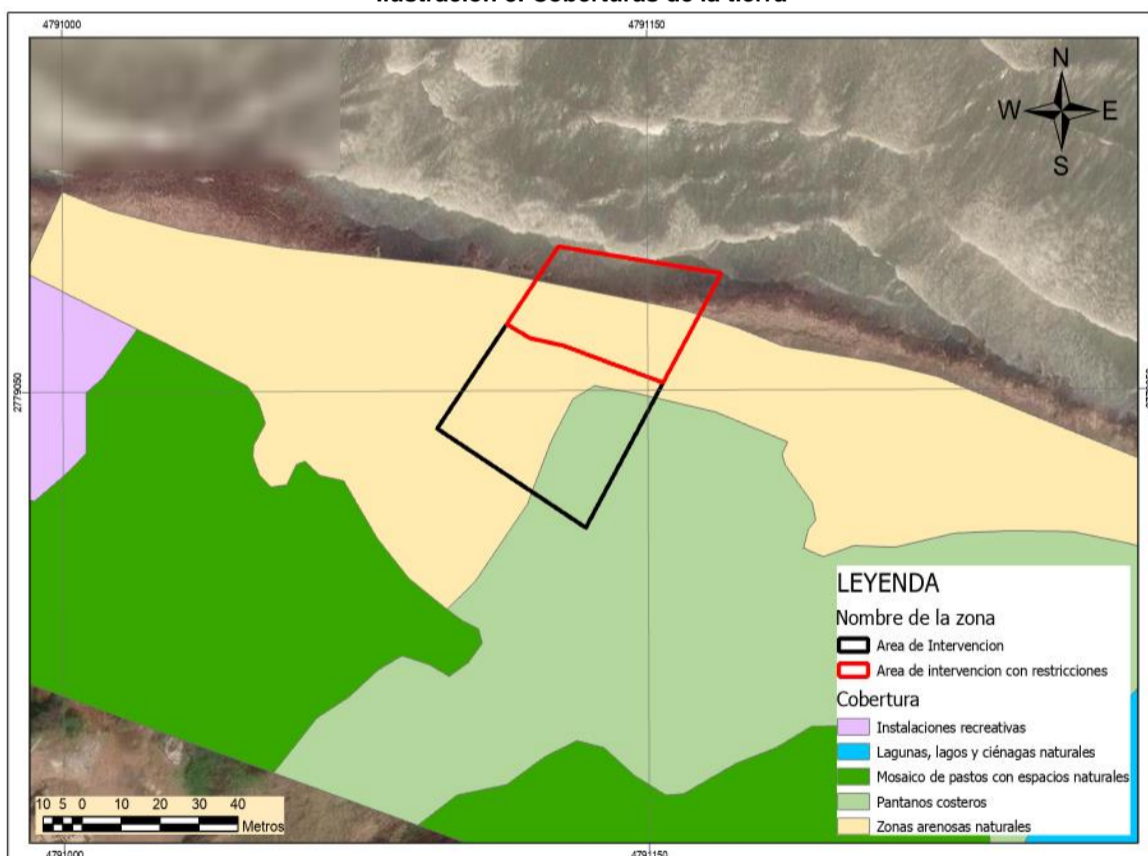 Ilustración Coberturas de la tierra
4791000 4791150
N
W E
S
2779050
LEYENDA
Nombre de la zona
Area de Intervencion
Area de intervencion con restricciones
Cobertura
Instalaciones recreativas
Lagunas, lagos y ciénagas naturales
Mosaico de pastos con espacios naturales
Pantanos costeros
Zonas arenosas naturales
10 5 0 10 20 30 40
Metros
4791000 4791150